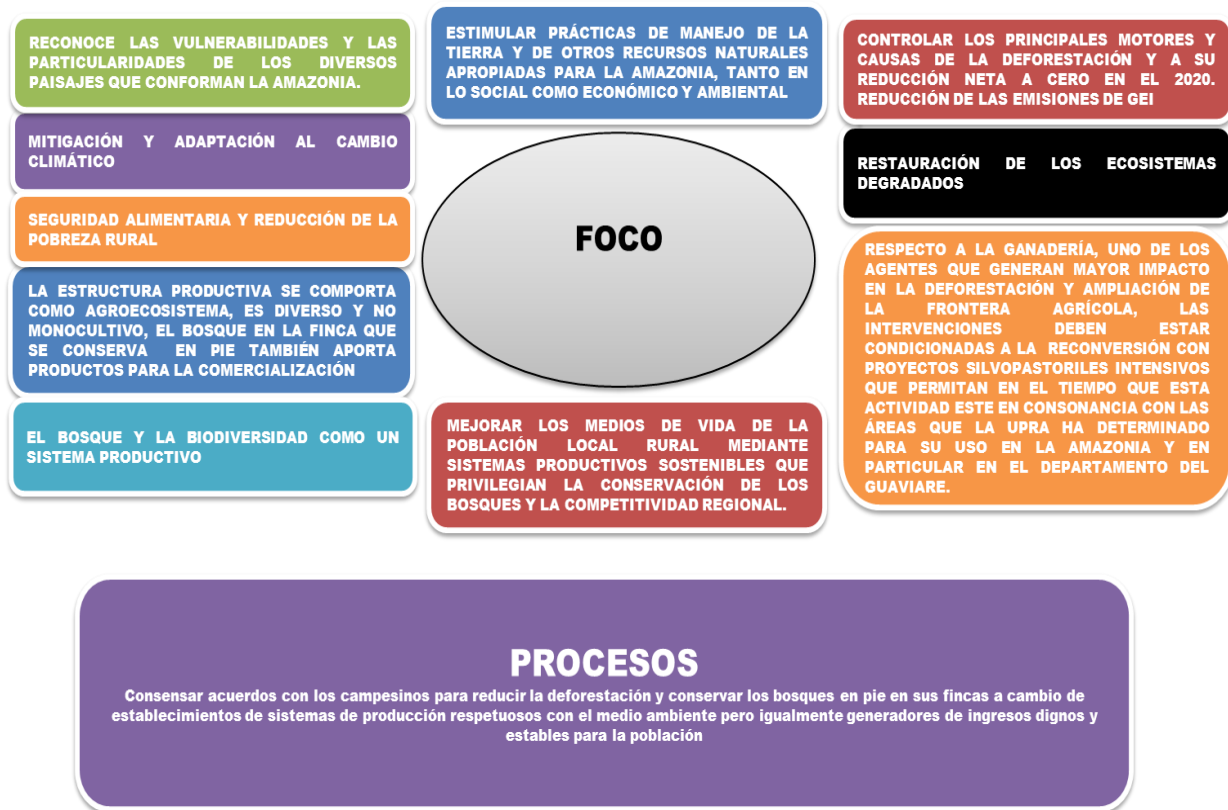 RECONOCE LAS VULNERABILIDADES Y LAS
PARTICULARIDADES DE LOS DIVERSOS
PAISAJES QUE CONFORMAN LA AMAZONIA.
MITIGACIÓN Y ADAPTACIÓN AL CAMBIO
CLIMÁTICO
SEGURIDAD ALIMENTARIA Y REDUCCIÓN DE LA
POBREZA RURAL
LA ESTRUCTURA PRODUCTIVA SE COMPORTA
COMO AGROECOSISTEMA, ES DIVERSO Y NO
MONOCULTIVO, EL BOSQUE EN LA FINCA QUE
SE CONSERVA EN PIE TAMBIÉN APORTA
PRODUCTOS PARA LA COMERCIALIZACIÓN
EL BOSQUE Y LA BIODIVERSIDAD COMO UN
SISTEMA PRODUCTIVO
ESTIMULAR PRÁCTICAS DE MANEJO DE LA
TIERRA Y DE OTROS RECURSOS NATURALES
APROPIADAS PARA LA AMAZONIA, TANTO EN
LO SOCIAL COMO ECONÓMICO Y AMBIENTAL
FOCO
MEJORAR LOS MEDIOS DE VIDA DE LA
POBLACIÓN LOCAL RURAL MEDIANTE
SISTEMAS PRODUCTIVOS SOSTENIBLES QUE
PRIVILEGIAN LA CONSERVACIÓN DE LOS
BOSQUES Y LA COMPETITIVIDAD REGIONAL.
CONTROLAR LOS PRINCIPALES MOTORES Y
CAUSAS DE LA DEFORESTACIÓN Y A SU
REDUCCIÓN NETA A CERO EN EL 2020.
REDUCCIÓN DE LAS EMISIONES DE GEI
RESTAURACIÓN DE LOS ECOSISTEMAS
DEGRADADOS
RESPECTO A LA GANADERÍA, UNO DE LOS
AGENTES QUE GENERAN MAYOR IMPACTO
EN LA DEFORESTACIÓN Y AMPLIACIÓN DE
LA FRONTERA AGRÍCOLA, LAS
INTERVENCIONES DEBEN ESTAR
CONDICIONADAS A LA RECONVERSIÓN CON
PROYECTOS SILVOPASTORILES INTENSIVOS
QUE PERMITAN EN EL TIEMPO QUE ESTA
ACTIVIDAD ESTE EN CONSONANCIA CON LAS
ÁREAS QUE LA UPRA HA DETERMINADO
PARA SU USO EN LA AMAZONIA Y EN
PARTICULAR EN EL DEPARTAMENTO DEL
GUAVIARE.
PROCESOS
Consensar acuerdos con los campesinos para reducir la deforestación y conservar los bosques en pie en sus fincas a cambio de
establecimientos de sistemas de producción respetuosos con el medio ambiente pero igualmente generadores de ingresos dignos y
estables para la población